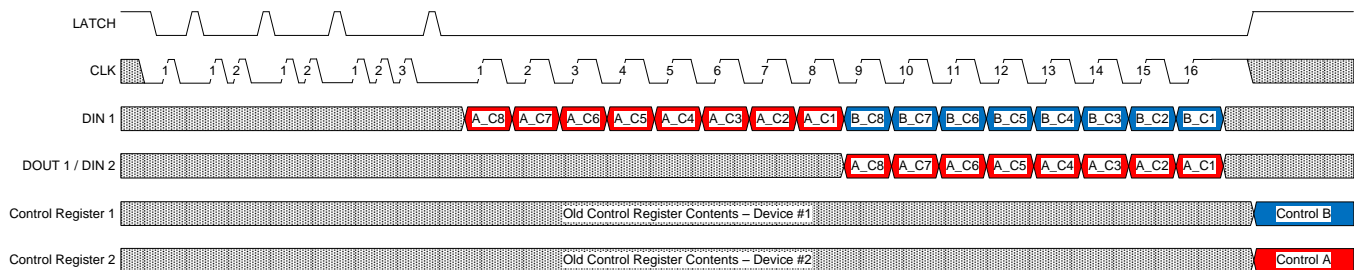 LATCH
CLK 1 1 2 1 2 1 2 3 1 2 3 4 5 6 7 8 9 10 11 12 13 14 15 16
DIN 1 A_C8 A_C7 A_C6 A_C5 A_C4 A_C3 A_C2 A_C1 B_C8 B_C7 B_C6 B_C5 B_C4 B_C3 B_C2 B_C1
DOUT 1 / DIN 2 A_C8 A_C7 A_C6 A_C5 A_C4 A_C3 A_C2 A_C1
Control Register 1 Old Control Register Contents – Device #1 Control B
Control Register 2 Old Control Register Contents – Device #2 Control A